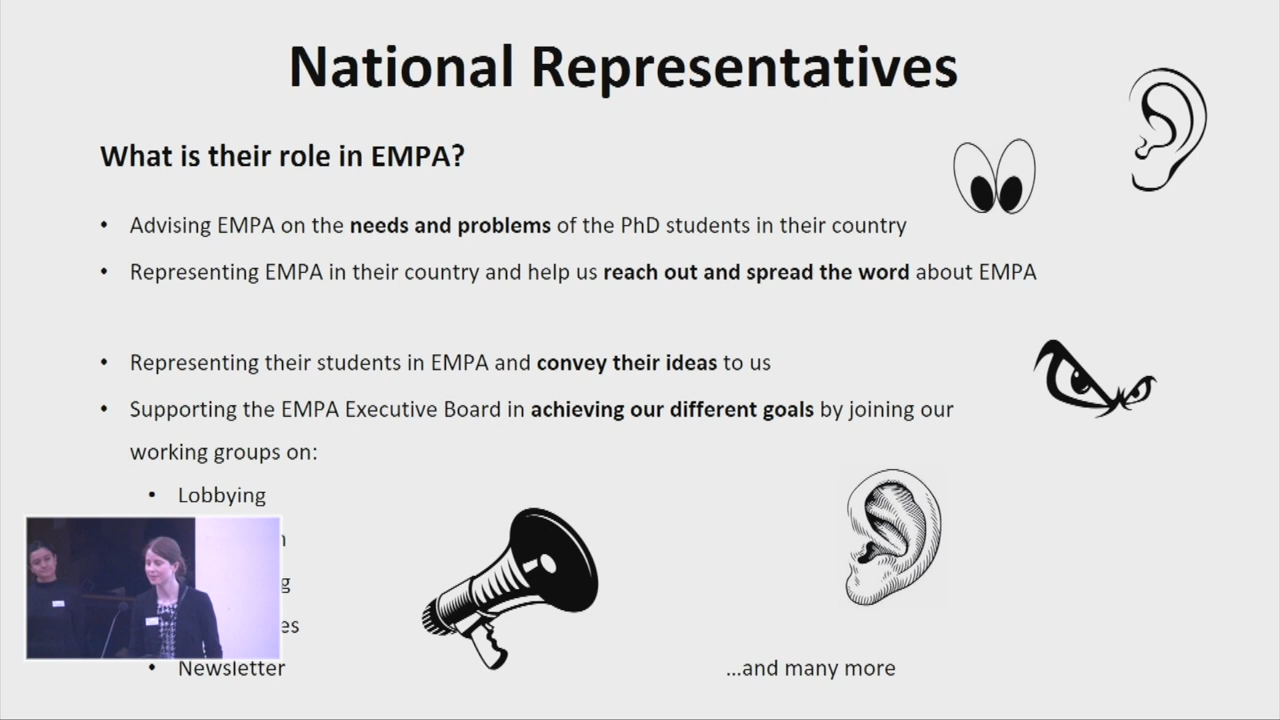 National Representatives
What is their role in EMPA?
• Advising EMPA on the needs and problems of the PhD students in their country
• Representing EMPA in their country and help us reach out and spread the word about EMPA
• Representing their students in EMPA and convey their ideas to us
• Supporting the EMPA Executive Board in achieving our different goals by joining our
working groups on:
• Lobbying
• Newsletter
...and many more